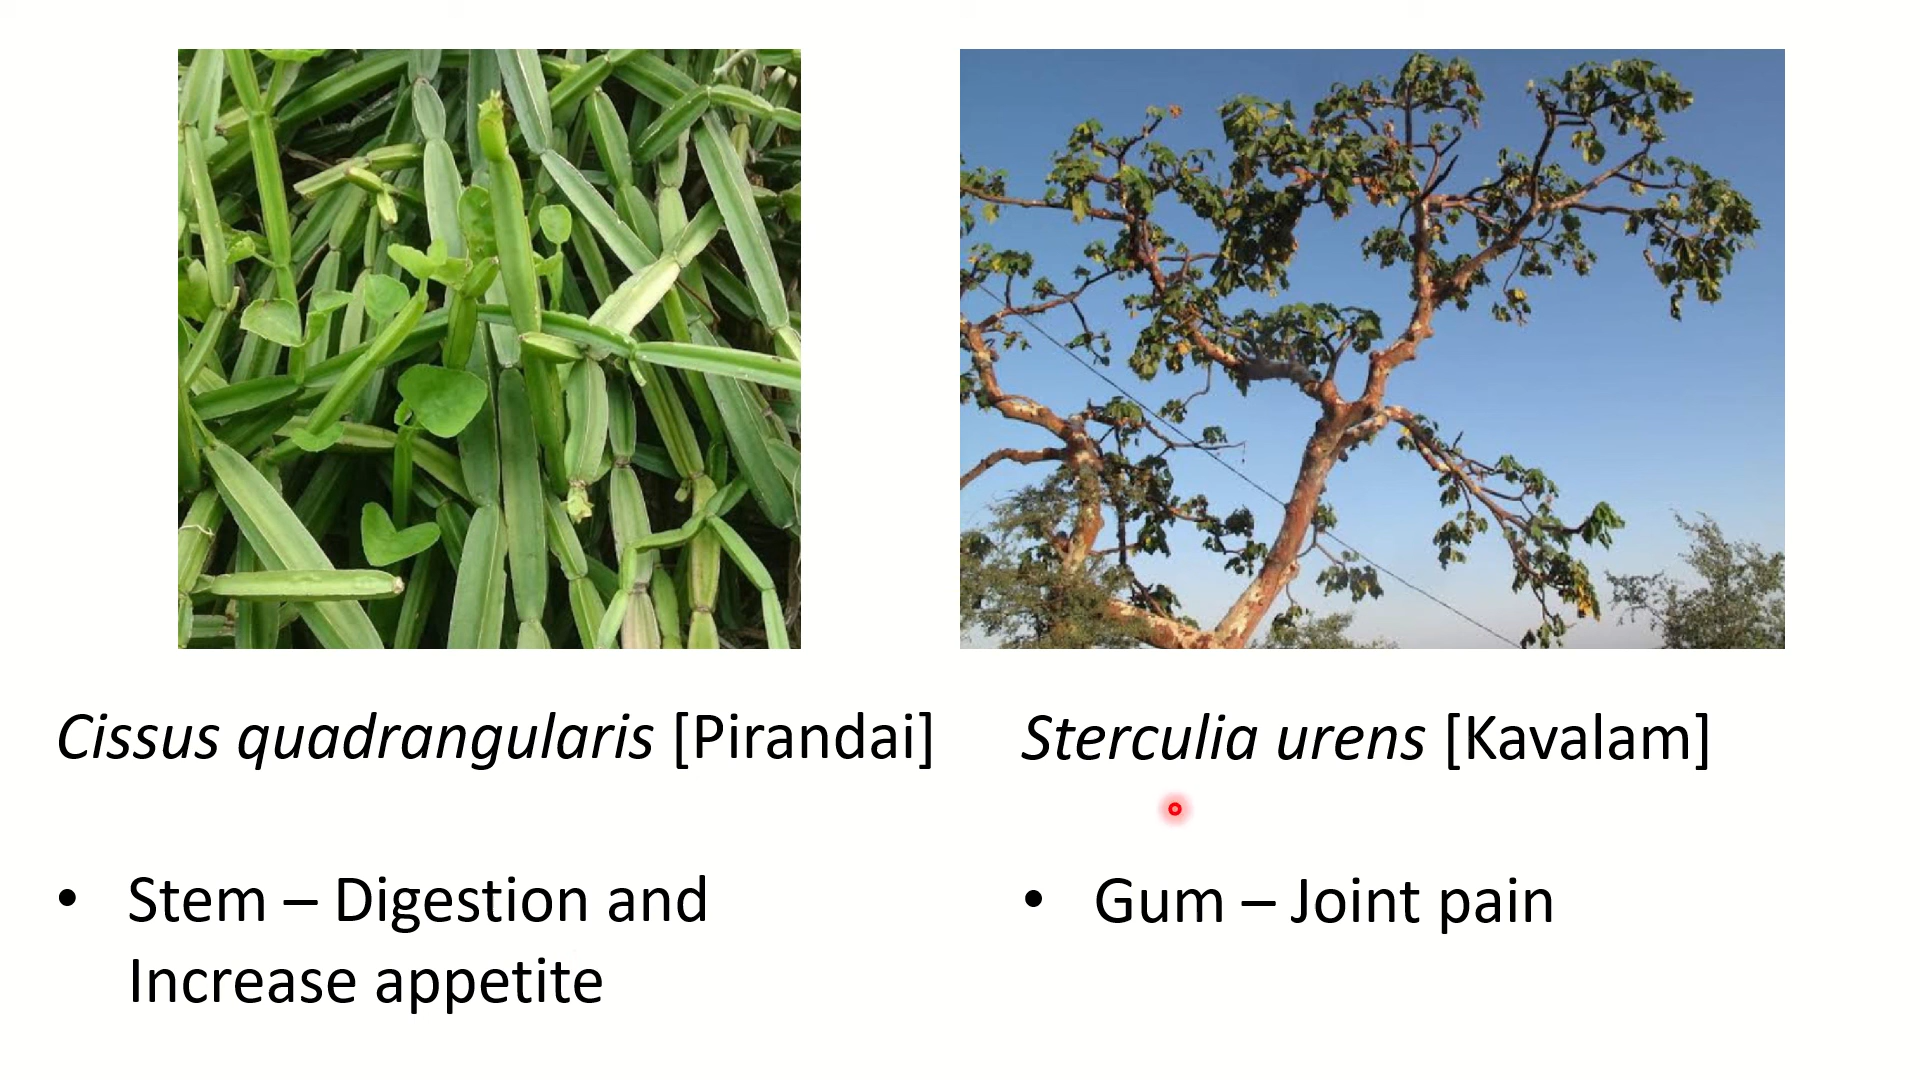 Cissus quadrangularis [Pirandai]
• Stem – Digestion and
Increase appetite
Sterculia urens [Kavalam]
• Gum – Joint pain